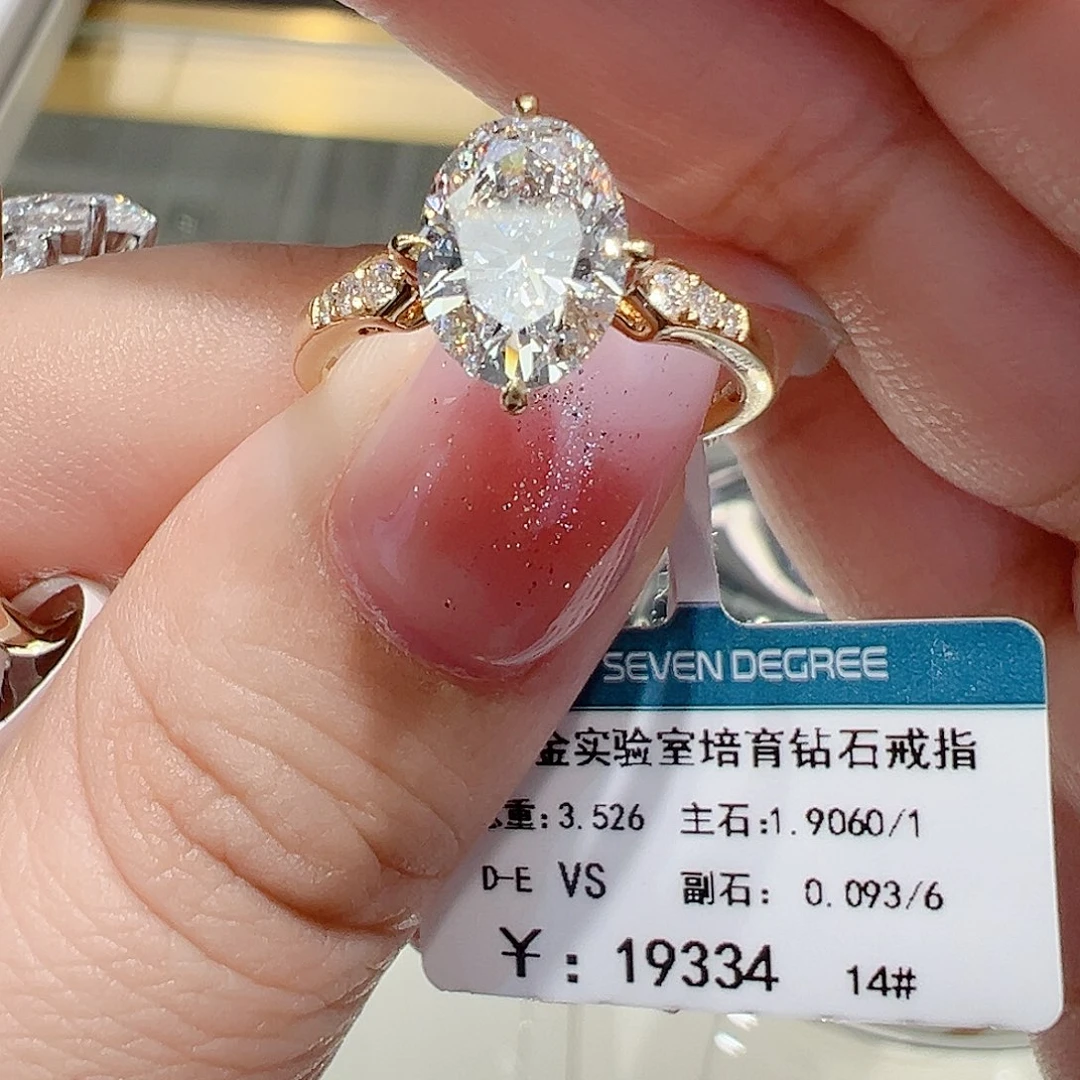 SEVEN DEGREE
金实验室培育钻石戒指
重:3.526 主石:1.9060/1
D-E VS 副石: 0.093/6
¥: 19334 14#